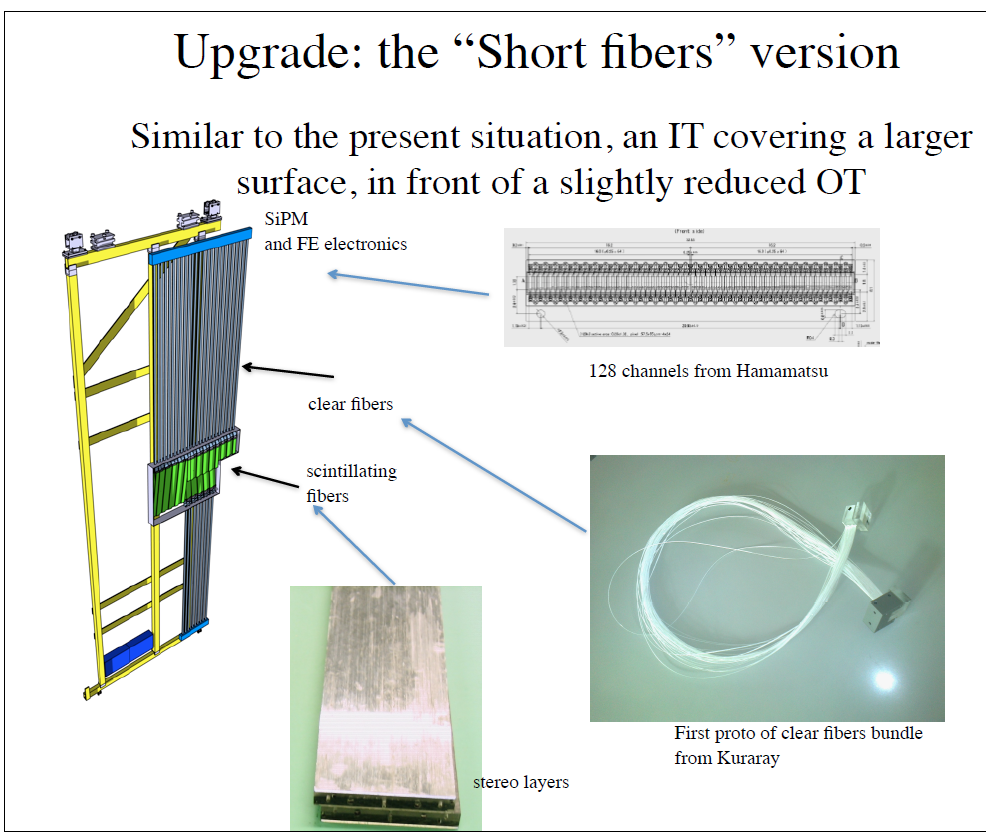 Upgrade: the “Short fibers” version
Similar to the present situation, an IT covering a larger
surface, in front of a slightly reduced OT
SiPM
and FE electronics
(Front side)
128 channels from Hamamatsu
clear fibers
scintillating
fibers
First proto of clear fibers bundle
from Kuraray
stereo layers